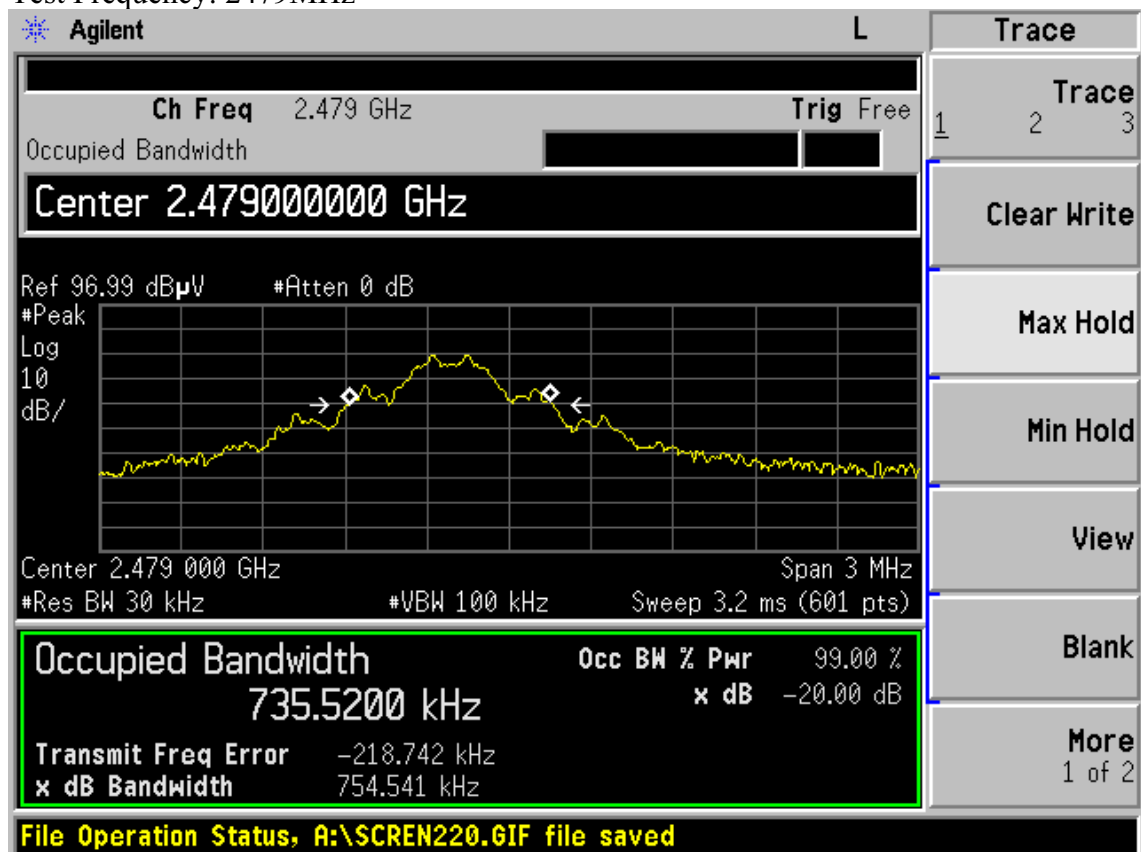 Test Frequency: 2479MHz
Agilent L Trace
Ch Freq 2.479 GHz Trig Free
Occupied Bandwidth
Center 2.479000000 GHz
Ref 96.99 dBµV #Atten 0 dB
#Peak
Log
10
dB/
Center 2.479 000 GHz Span 3 MHz
#Res BW 30 kHz #VBW 100 kHz Sweep 3.2 ms (601 pts)
Occupied Bandwidth Occ BW % Pwr 99.00 %
735.5200 kHz x dB -20.00 dB
Transmit Freq Error -218.742 kHz
x dB Bandwidth 754.541 kHz
File Operation Status, A:\SCREN220.GIF file saved
Trace
1 2 3
Clear Write
Max Hold
Min Hold
View
Blank
More
1 of 2